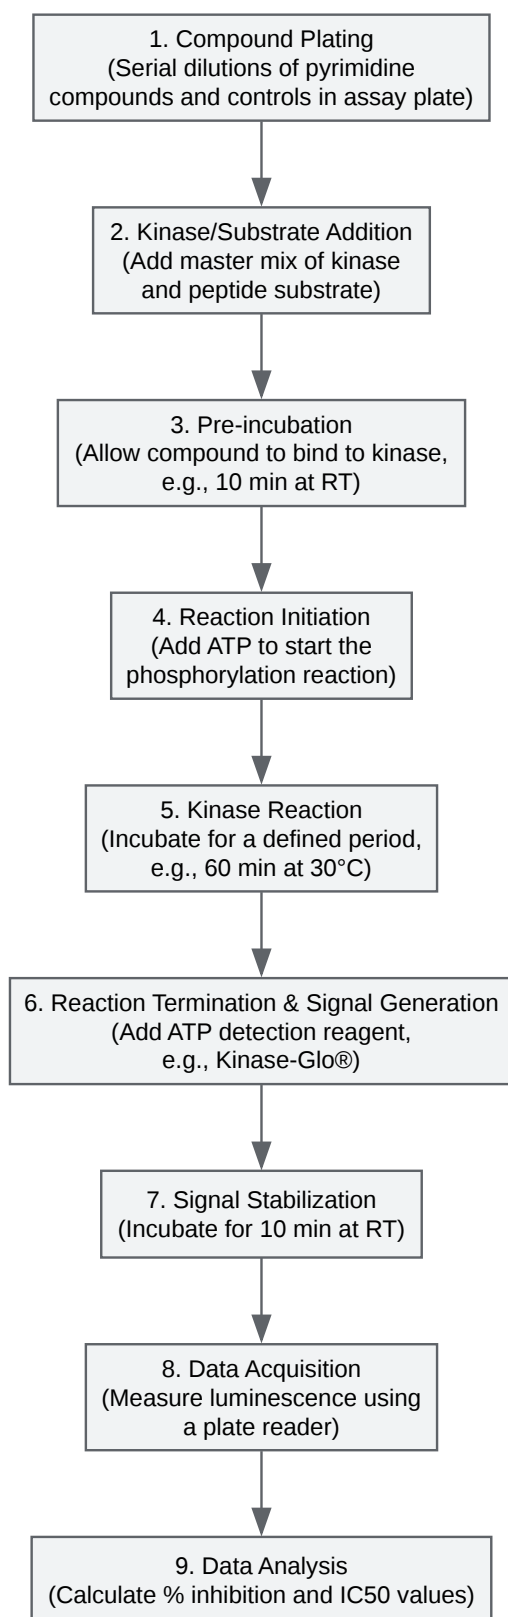 1. Compound Plating
(Serial dilutions of pyrimidine
compounds and controls in assay plate)
2. Kinase/Substrate Addition
(Add master mix of kinase
and peptide substrate)
3. Pre-incubation
(Allow compound to bind to kinase,
e.g., 10 min at RT)
4. Reaction Initiation
(Add ATP to start the
phosphorylation reaction)
5. Kinase Reaction
(Incubate for a defined period,
e.g., 60 min at 30°C)
6. Reaction Termination & Signal Generation
(Add ATP detection reagent,
e.g., Kinase-Glo®)
7. Signal Stabilization
(Incubate for 10 min at RT)
8. Data Acquisition
(Measure luminescence using
a plate reader)
9. Data Analysis
(Calculate % inhibition and IC50 values)